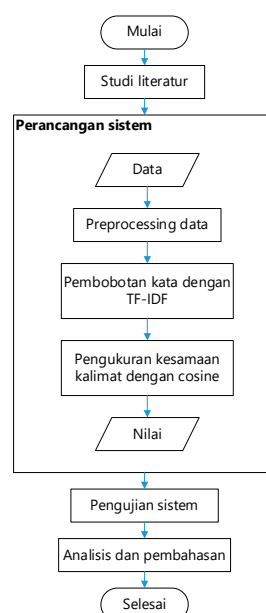 Mulai
Studi literatur
Perancangan sistem
Data
Preprocessing data
Pembobotan kata dengan
TF-IDF
Pengukuran kesamaan
kalimat dengan cosine
Nilai
Pengujian sistem
Analisis dan pembahasan
Selesai